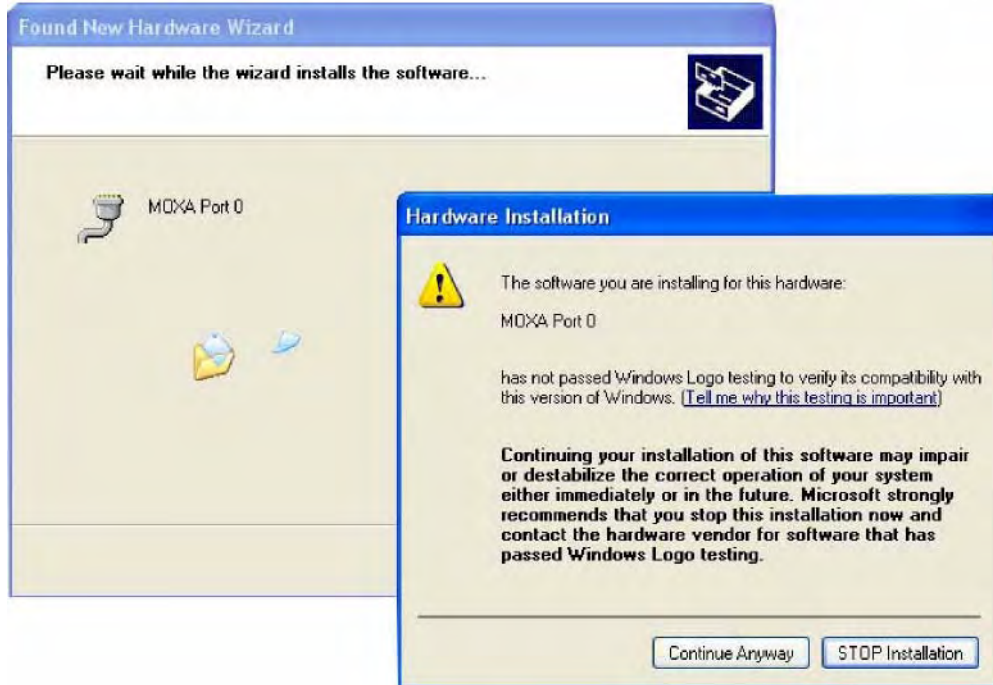 Found New Hardware Wizard
Please wait while the wizard installs the software...
MOXA Port 0
Hardware Installation
The software you are installing for this hardware:
MOXA Port 0
has not passed Windows Logo testing to verify its compatibility with
this version of Windows. (Tell me why this testing is important)
Continuing your installation of this software may impair
or destabilize the correct operation of your system
either immediately or in the future. Microsoft strongly
recommends that you stop this installation now and
contact the hardware vendor for software that has
passed Windows Logo testing.
Continue Anyway
STOP Installation